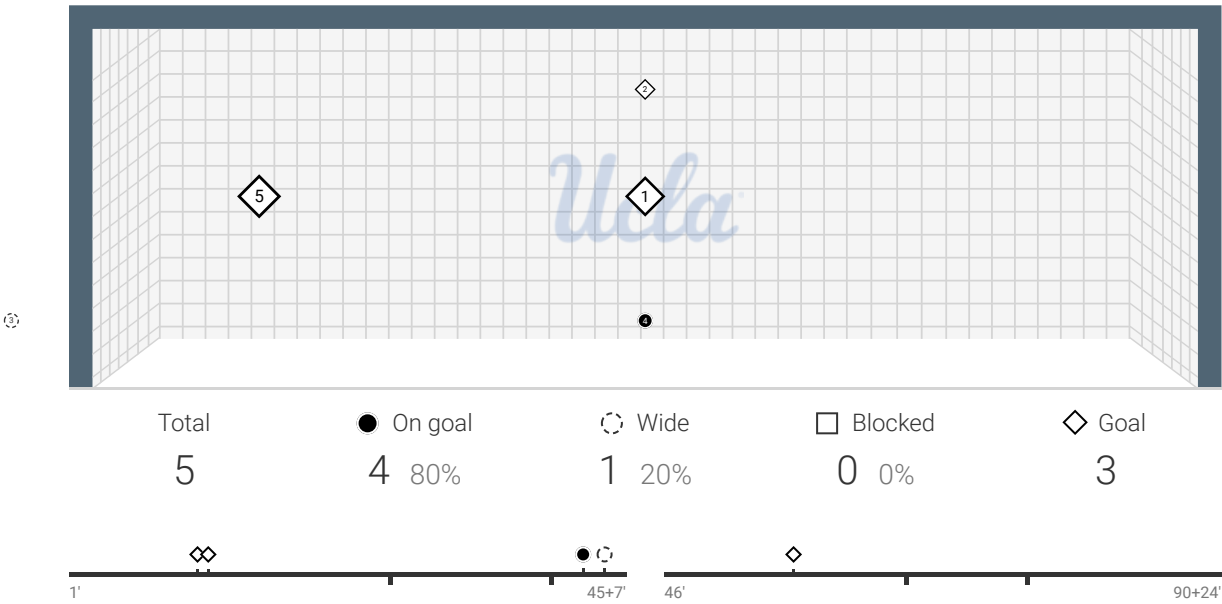 2
5
Ucla
1
3
4
Total
On goal
Wide
Blocked
Goal
5
4 80%
1 20%
0 0%
3
1'
45+7'
46'
90+24'